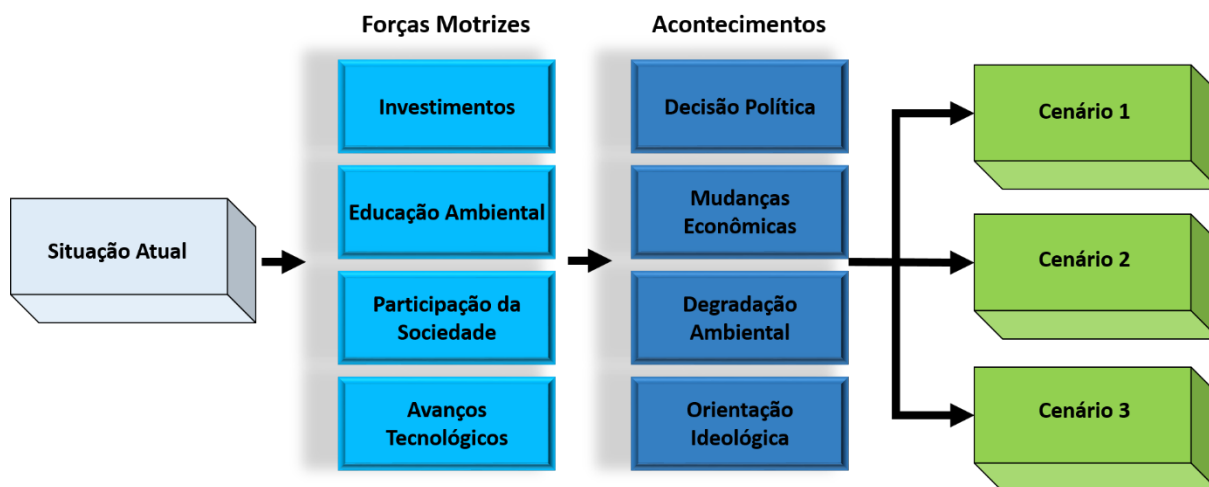 Forças Motrizes
Acontecimentos
Situação Atual
Investimentos
Educação Ambiental
Participação da
Sociedade
Avanços
Tecnológicos
Decisão Política
Mudanças
Econômicas
Degradação
Ambiental
Orientação
Ideológica
Cenário 1
Cenário 2
Cenário 3